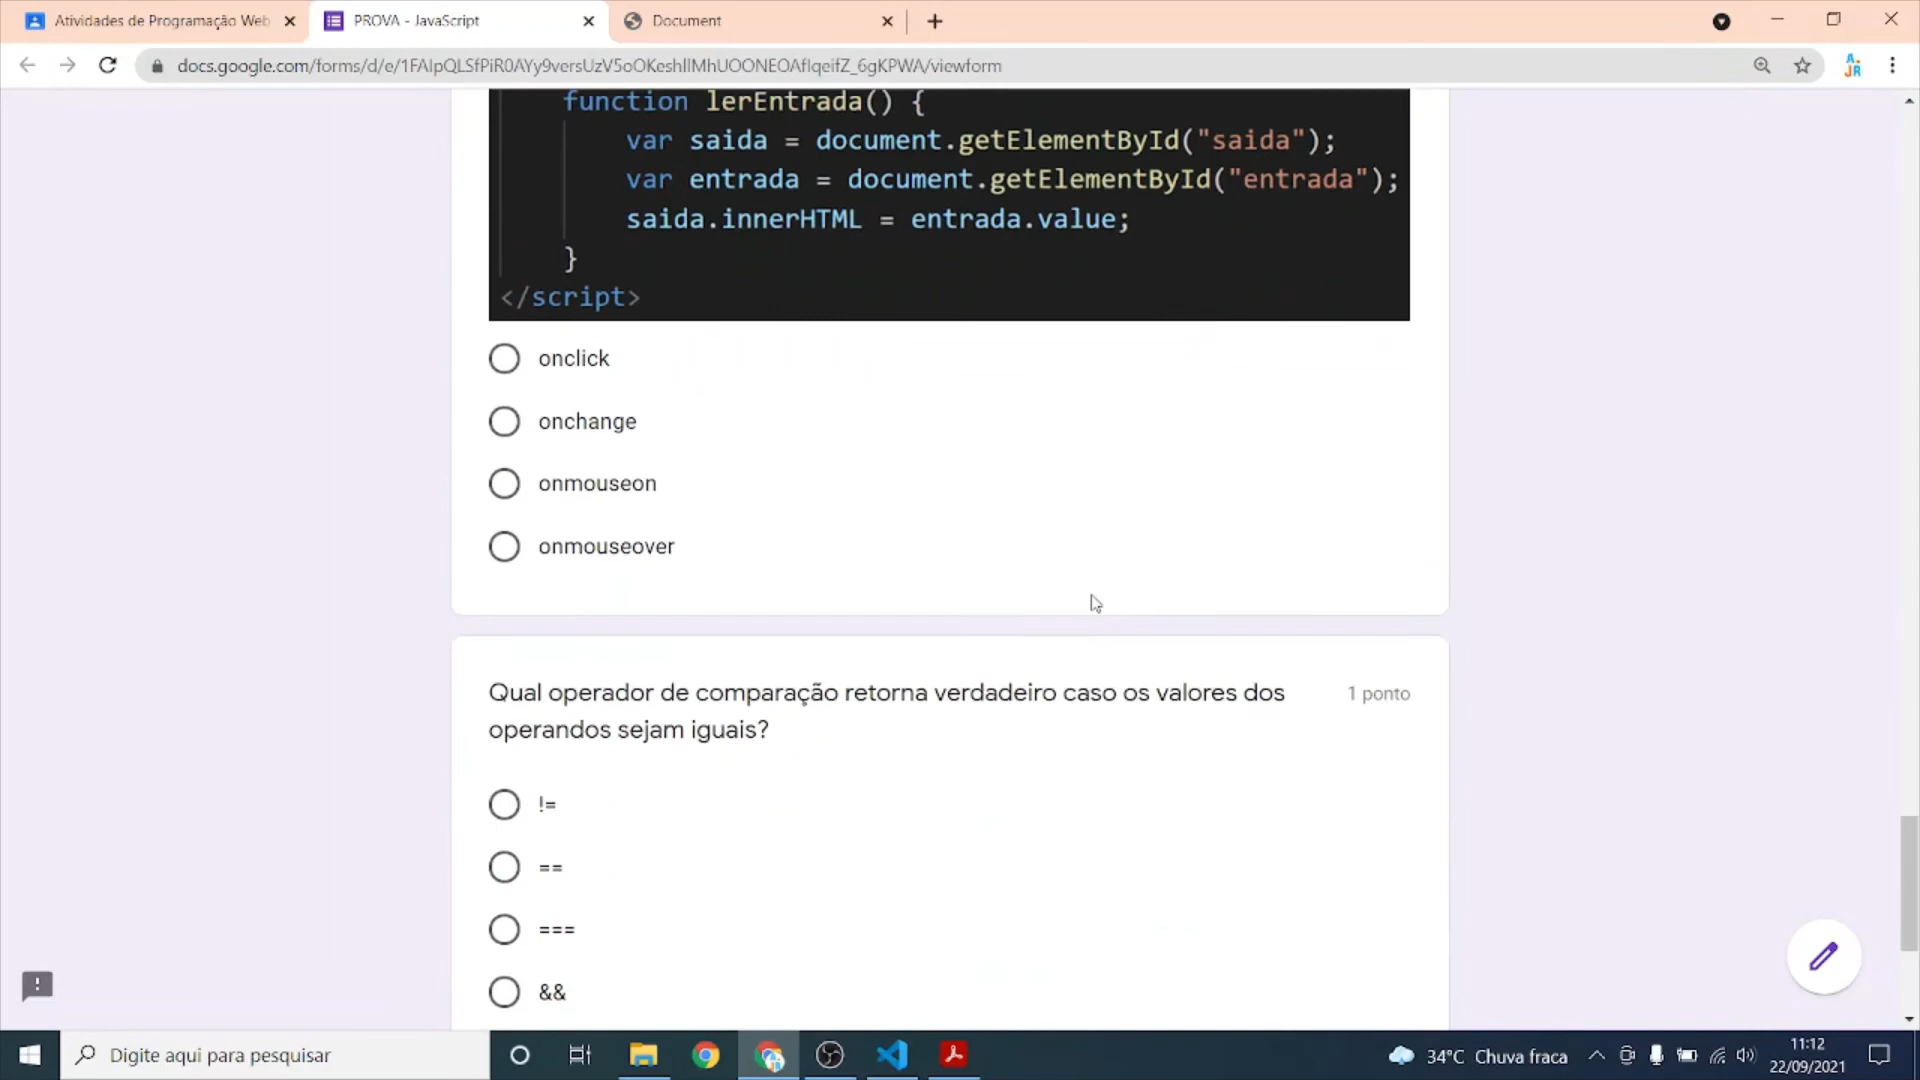 Atividades de Programação Web
PROVA - JavaScript
Document
docs.google.com/forms/d/e/1FAIpQLSfPiR0AYy9versUzV5oOKeshllMhUOONEOAflqeifZ_6gKPWA/viewform
A.
JR
function lerEntrada() {
var saida = document.getElementById("saida");
var entrada = document.getElementById("entrada");
saida.innerHTML = entrada.value;
}
</script>
onclick
onchange
onmouseon
onmouseover
Qual operador de comparação retorna verdadeiro caso os valores dos
operandos sejam iguais?
1 ponto
!=
==
===
&&
Digite aqui para pesquisar
34°C Chuva fraca
11:12
22/09/2021